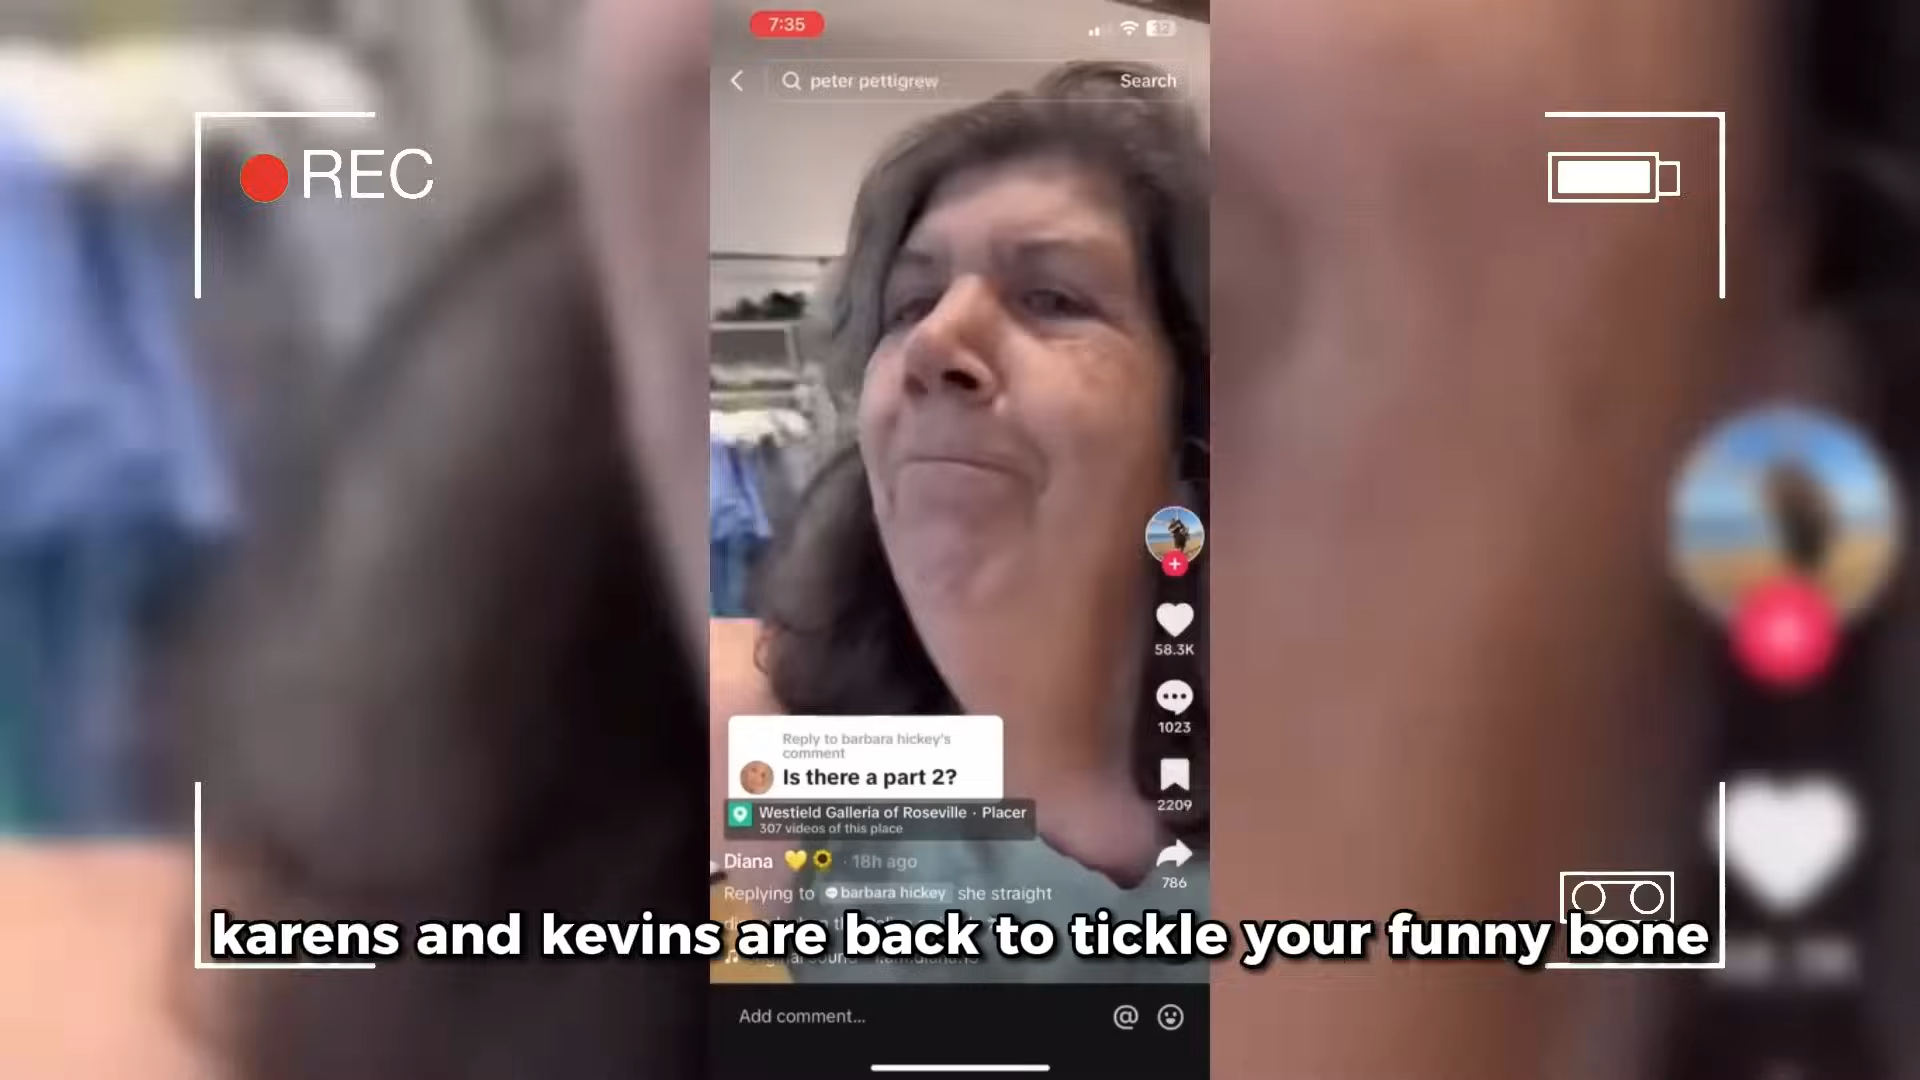 7:35
32
peter pettigrew
Search
REC
58.3K
1023
2209
786
Reply to barbara hickey's
comment
Is there a part 2?
Westield Galleria of Roseville · Placer
307 videos of this place
Diana 💛🌻 · 18h ago
Replying to barbara hickey she straight
karens and kevins are back to tickle your funny bone
Add comment...
@